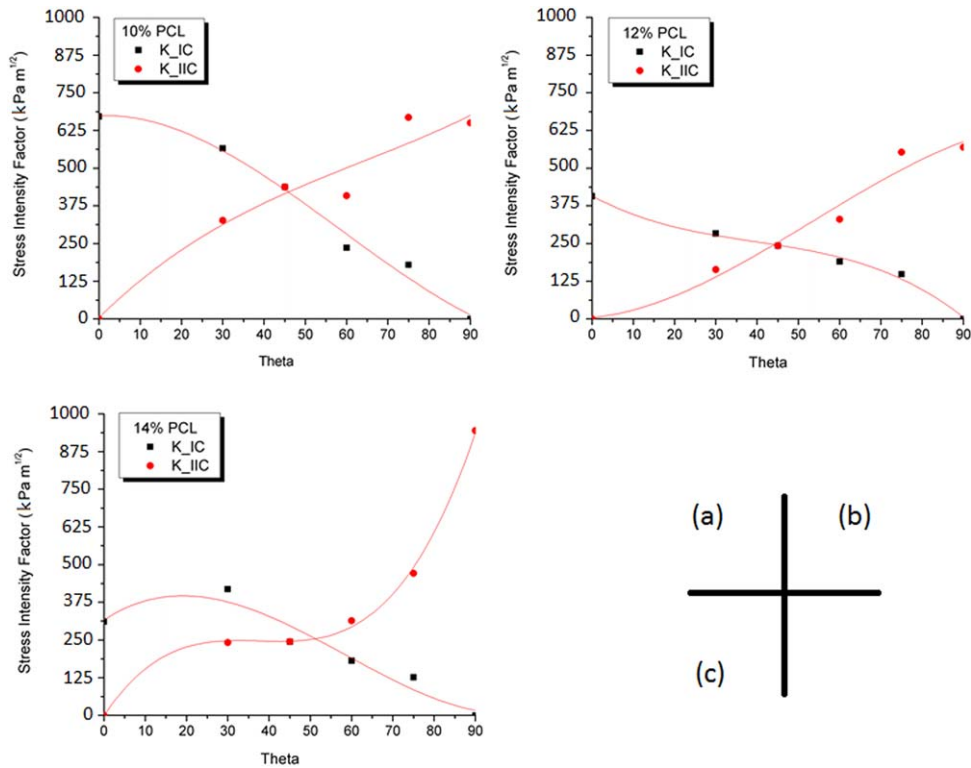 10% PCL
K_IC
K_IIC
Stress Intensity Factor ( kPa m1/2)
1000
875
750
625
500
375
250
125
0
0 10 20 30 40 50 60 70 80 90
Theta
12% PCL
K_IC
K_IIC
Stress Intensity Factor ( kPa m1/2)
1000
875
750
625
500
375
250
125
0
0 10 20 30 40 50 60 70 80 90
Theta
14% PCL
K_IC
K_IIC
Stress Intensity Factor ( kPa m1/2)
1000
875
750
625
500
375
250
125
0
0 10 20 30 40 50 60 70 80 90
Theta
(a) (b)
(c)